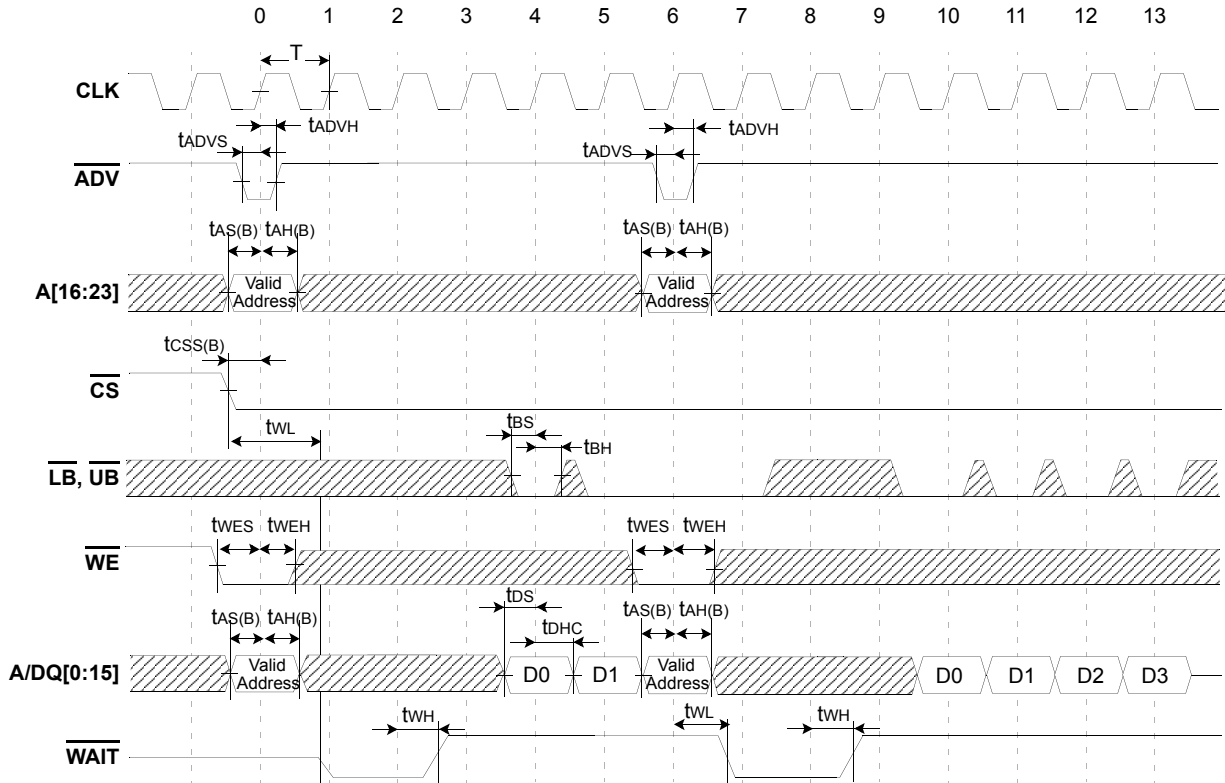 0 1 2 3 4 5 6 7 8 9 10 11 12 13
T
CLK
tADVH
tADVH
tADVS
tADVS
ADV
tAS(B) tAH(B)
tAS(B) tAH(B)
A[16:23]
Valid
Address
Valid
Address
tCSS(B)
CS
tWL
tBS
tBH
LB, UB
tWES tWEH
tWES tWEH
WE
tDS
tAS(B) tAH(B)
tAS(B) tAH(B)
tDHC
A/DQ[0:15]
Valid
Address
D0 D1
Valid
Address
D0 D1 D2 D3
tWH
tWL
tWH
WAIT